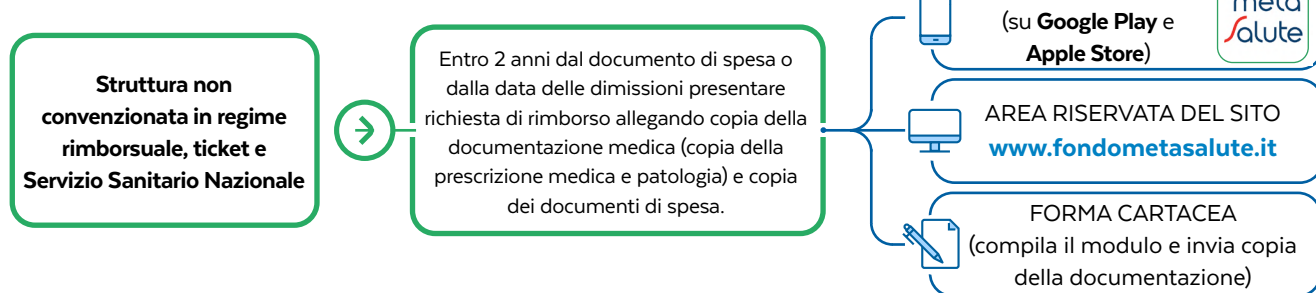 Struttura non
convenzionata in regime
rimborsuale, ticket e
Servizio Sanitario Nazionale
Entro 2 anni dal documento di spesa o
dalla data delle dimissioni presentare
richiesta di rimborso allegando copia della
documentazione medica (copia della
prescrizione medica e patologia) e copia
dei documenti di spesa.
(su Google Play e
Apple Store)
meta
Salute
AREA RISERVATA DEL SITO
www.fondometasalute.it
FORMA CARTACEA
(compila il modulo e invia copia
della documentazione)